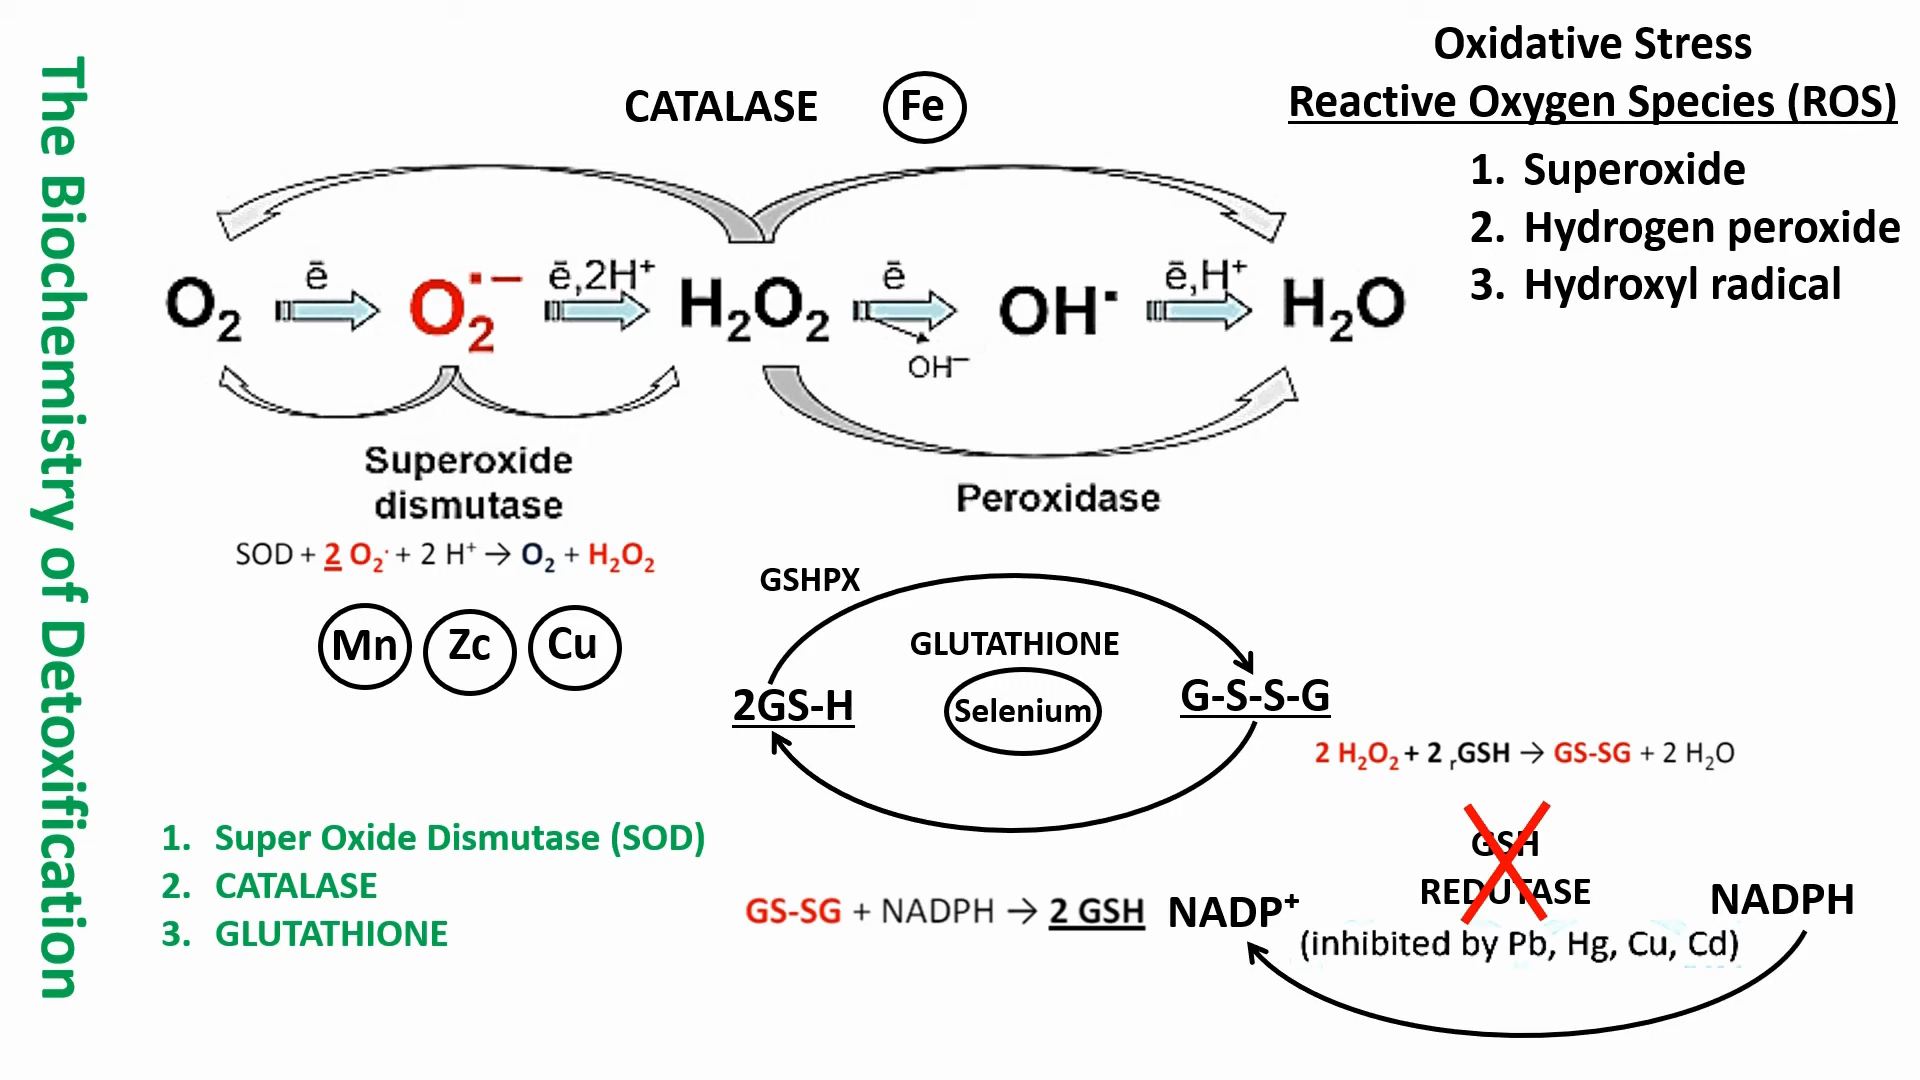 The Biochemistry of Detoxification
Oxidative Stress
Reactive Oxygen Species (ROS)
1. Superoxide
2. Hydrogen peroxide
3. Hydroxyl radical
CATALASE Fe
O₂ ē O₂˙⁻ ē,2H⁺ H₂O₂ ē OH˙ ē,H⁺ H₂O
OH⁻
Superoxide
dismutase
Peroxidase
SOD + 2 O₂˙ + 2 H⁺ → O₂ + H₂O₂
Mn Zc Cu
GSHPX
GLUTATHIONE
2GS-H Selenium G-S-S-G
2 H₂O₂ + 2 ᵣGSH → GS-SG + 2 H₂O
1. Super Oxide Dismutase (SOD)
2. CATALASE
3. GLUTATHIONE
GSH
REDUTASE
GS-SG + NADPH → 2 GSH NADP⁺ NADPH
(inhibited by Pb, Hg, Cu, Cd)